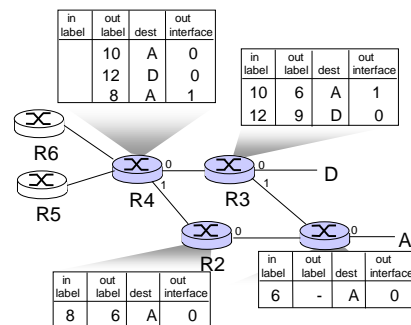 in label out label dest out interface
10 A 0
12 D 0
8 A 1
in label out label dest out interface
10 6 A 1
12 9 D 0
R6
0
0
D
R4
R3
1
1
R5
0
0
A
R2
in label out label dest out interface
6 - A 0
in label out label dest out interface
8 6 A 0